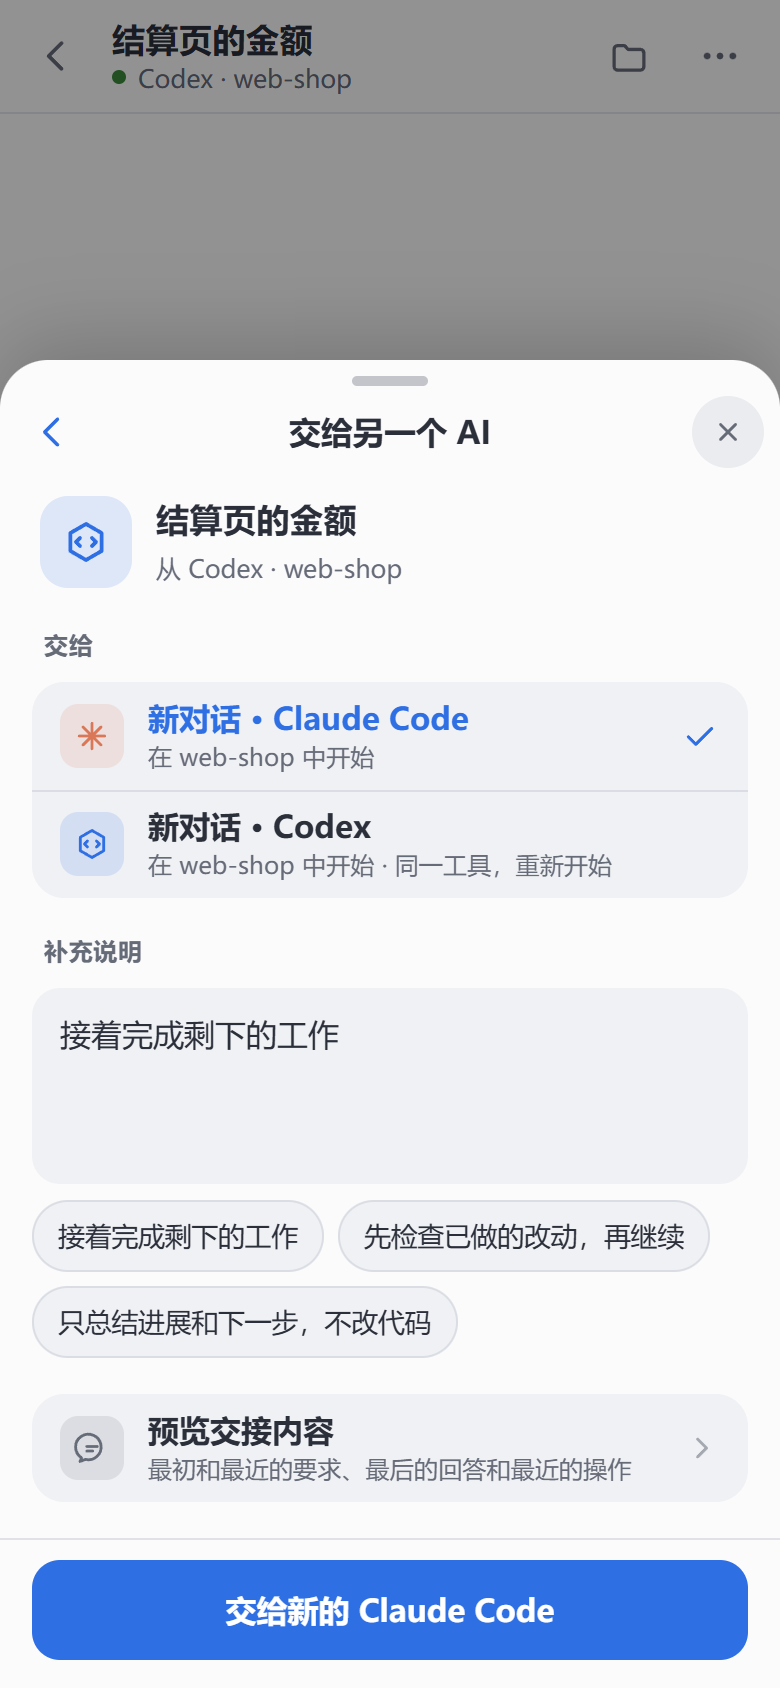 结算页的金额
Codex · web-shop
交给另一个 AI
结算页的金额
从 Codex · web-shop
交给
新对话 • Claude Code
在 web-shop 中开始
新对话 • Codex
在 web-shop 中开始 · 同一工具，重新开始
补充说明
接着完成剩下的工作
接着完成剩下的工作
先检查已做的改动，再继续
只总结进展和下一步，不改代码
预览交接内容
最初和最近的要求、最后的回答和最近的操作
交给新的 Claude Code